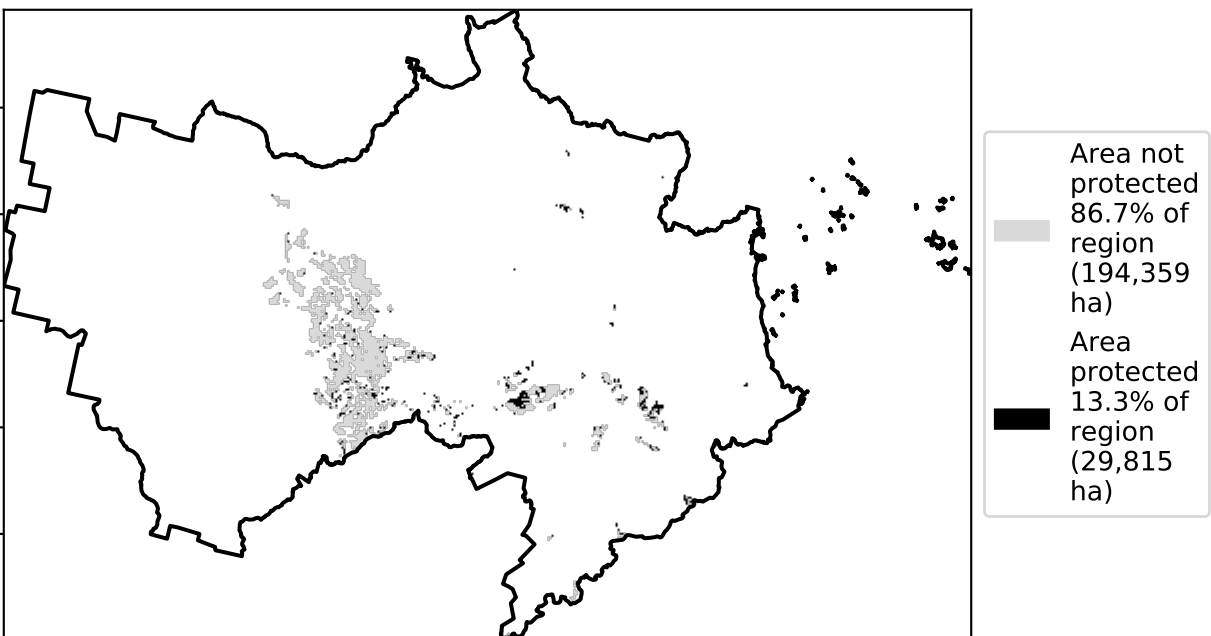 Area not
protected
86.7% of
region
(194,359
ha)
Area
protected
13.3% of
region
(29,815
ha)